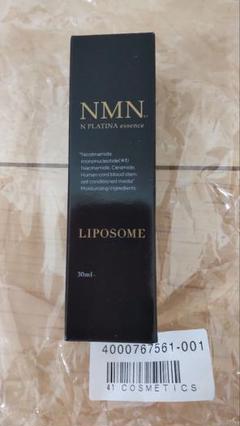 NMN
N PLATINA essence
"Nicotinamide
mononucleotide(※1)
Niacinamide, Ceramide,
Human cord blood stem
cell conditioned media"
Moisturizing ingredients
LIPOSOME
30ml
4000767561-001
41 COSMETICS